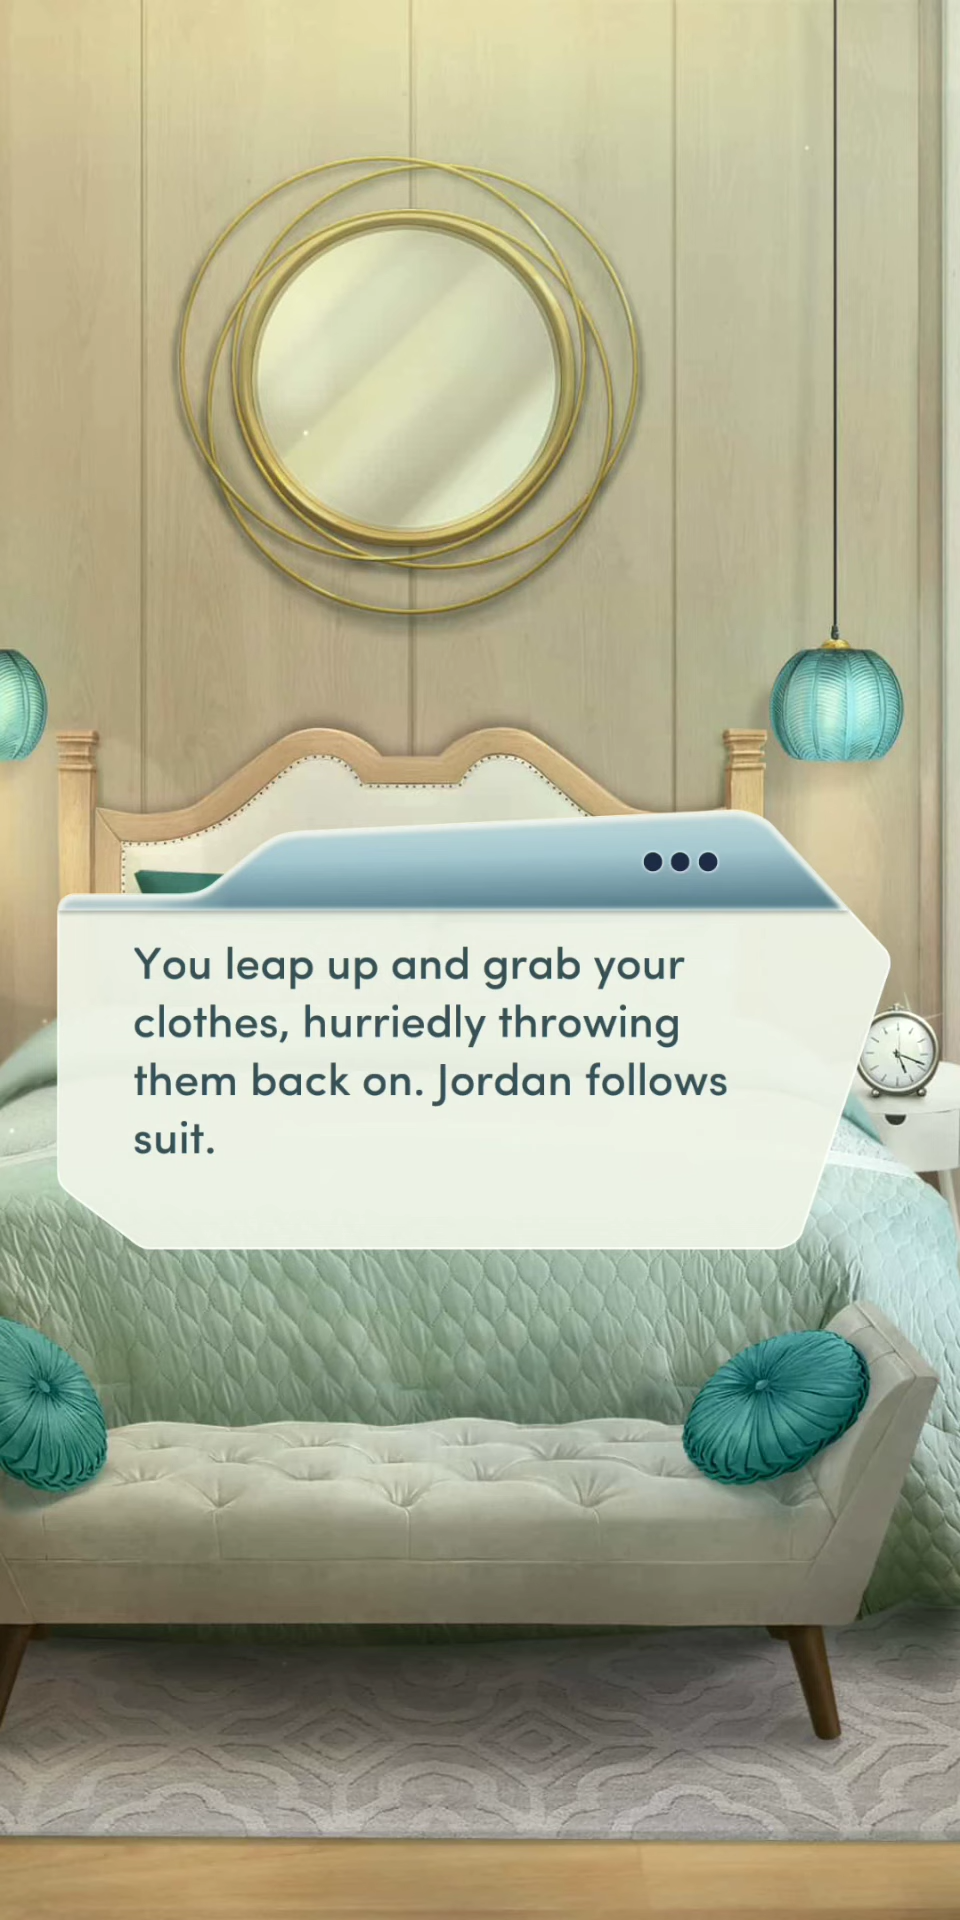 You leap up and grab your
clothes, hurriedly throwing
them back on. Jordan follows
suit.